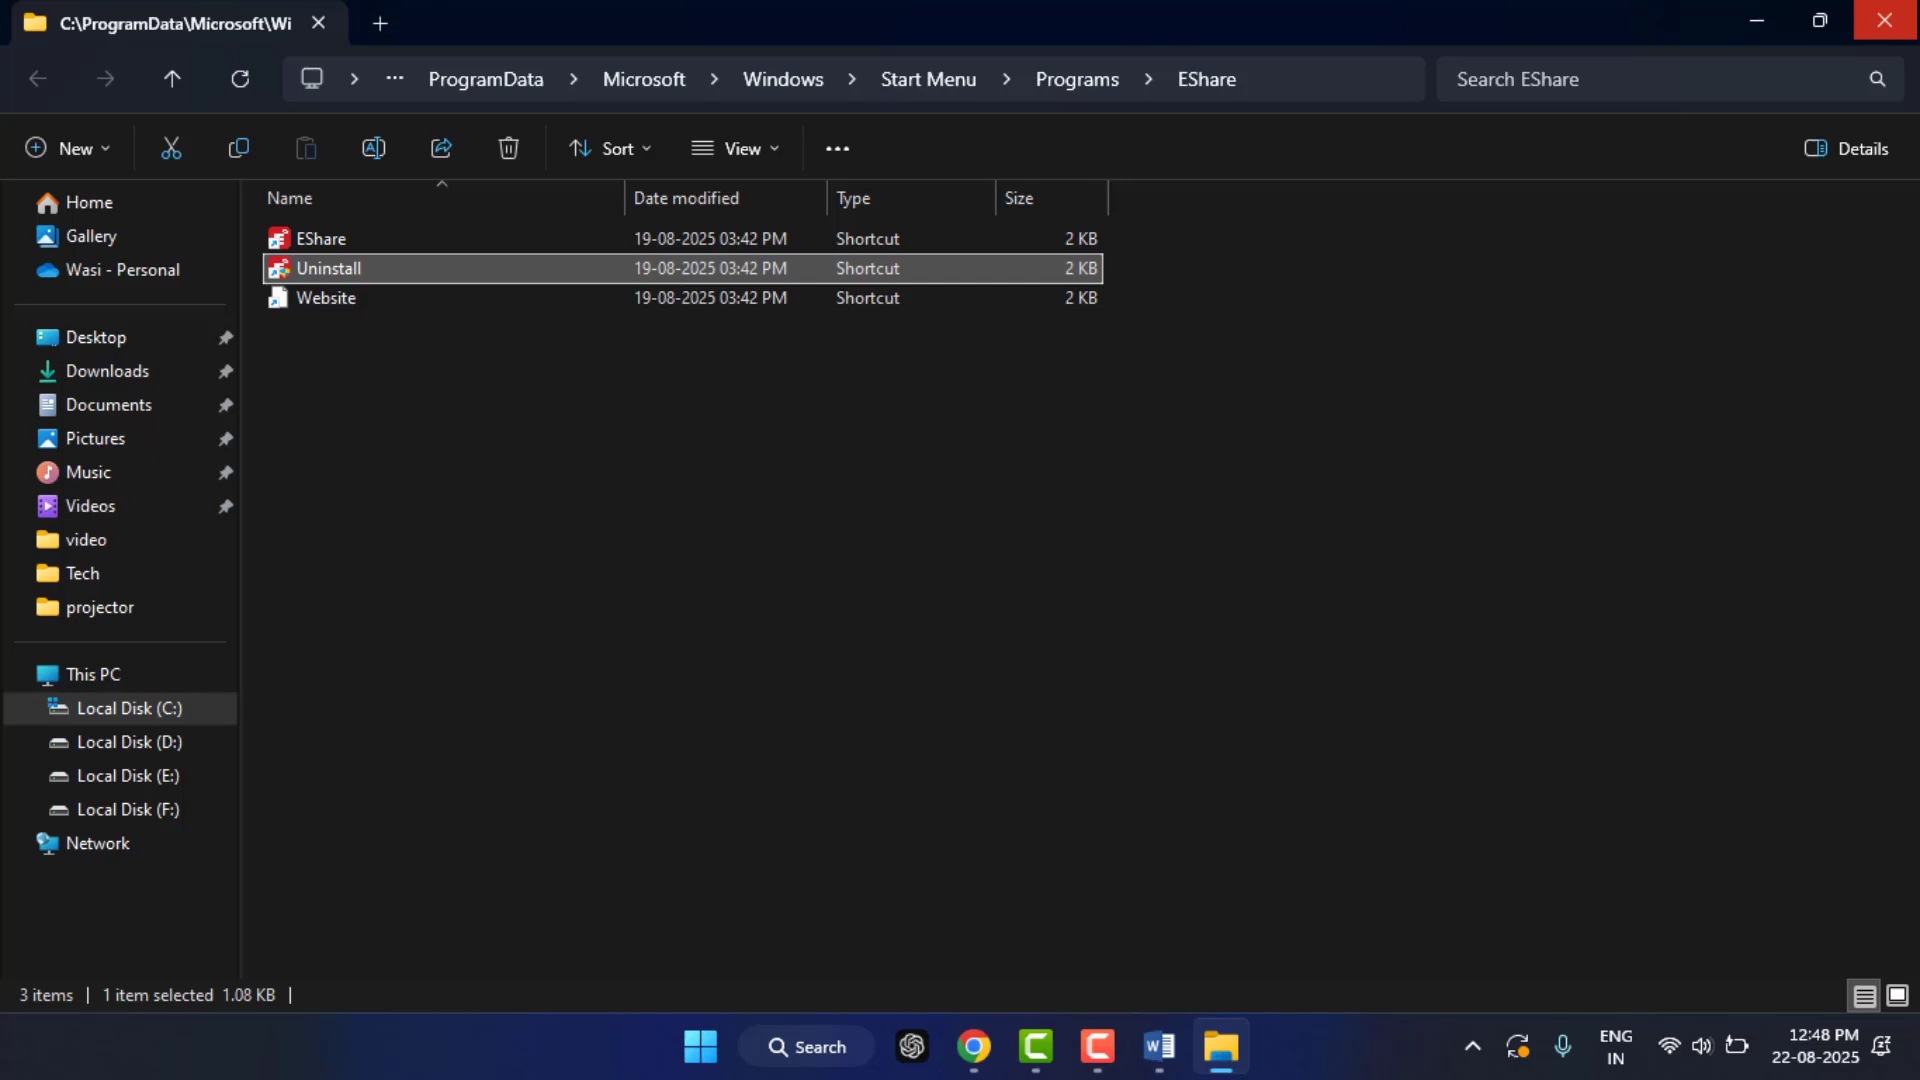 C:\ProgramData\Microsoft\Wi
ProgramData Microsoft Windows Start Menu Programs EShare
Search EShare
New Sort View Details
Name Date modified Type Size
EShare 19-08-2025 03:42 PM Shortcut 2 KB
Uninstall 19-08-2025 03:42 PM Shortcut 2 KB
Website 19-08-2025 03:42 PM Shortcut 2 KB
Home
Gallery
Wasi - Personal
Desktop
Downloads
Documents
Pictures
Music
Videos
video
Tech
projector
This PC
Local Disk (C:)
Local Disk (D:)
Local Disk (E:)
Local Disk (F:)
Network
3 items 1 item selected 1.08 KB
Search
ENG
IN
12:48 PM
22-08-2025